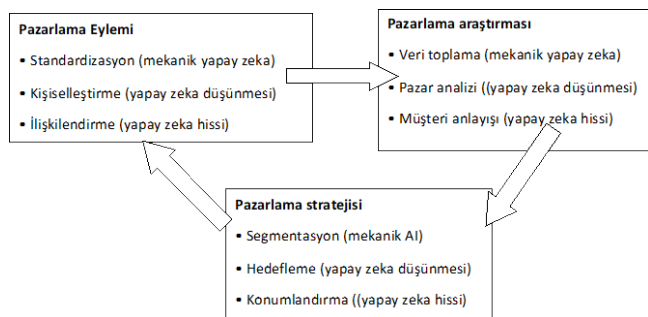 Pazarlama Eylemi
• Standardizasyon (mekanik yapay zeka)
• Kişiselleştirme (yapay zeka düşünmesi)
• İlişkilendirme (yapay zeka hissi)
Pazarlama araştırması
• Veri toplama (mekanik yapay zeka)
• Pazar analizi ((yapay zeka düşünmesi)
• Müşteri anlayışı (yapay zeka hissi)
Pazarlama stratejisi
• Segmentasyon (mekanik AI)
• Hedefleme (yapay zeka düşünmesi)
• Konumlandırma ((yapay zeka hissi)